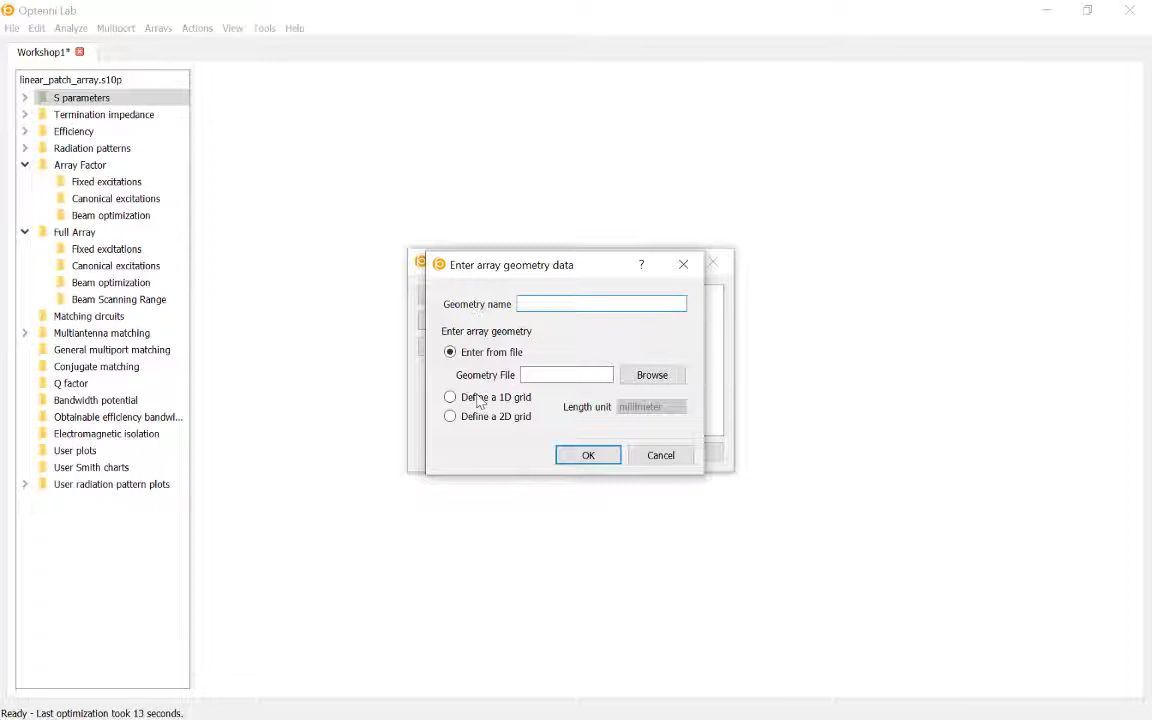 Optenni Lab
File Edit Analyze Multiport Arrays Actions View Tools Help
Workshop1*
linear_patch_array.s10p
S parameters
Termination impedance
Efficiency
Radiation patterns
Array Factor
Fixed excitations
Canonical excitations
Beam optimization
Full Array
Fixed excitations
Canonical excitations
Beam optimization
Beam Scanning Range
Matching circuits
Multiantenna matching
General multiport matching
Conjugate matching
Q factor
Bandwidth potential
Obtainable efficiency bandwi...
Electromagnetic isolation
User plots
User Smith charts
User radiation pattern plots
Enter array geometry data ?
Geometry name
Enter array geometry
Enter from file
Geometry File Browse
Define a 1D grid
Length unit millimeter
Define a 2D grid
OK Cancel
Ready - Last optimization took 13 seconds.